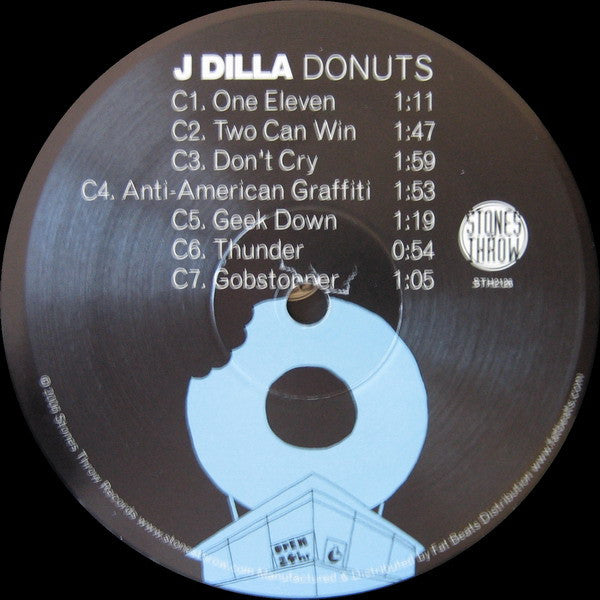 J DILLA DONUTS
C1. One Eleven 1:11
C2. Two Can Win 1:47
C3. Don't Cry 1:59
C4. Anti-American Graffiti 1:53
C5. Geek Down 1:19
C6. Thunder 0:54
C7. Gobstopper 1:05
STONES
THROW
STH2126
OPEN
24hr
© 2006 Stones Throw Records www.stonesthrow.com Manufactured & Distributed by Fat Beats Distribution www.fatbeats.com